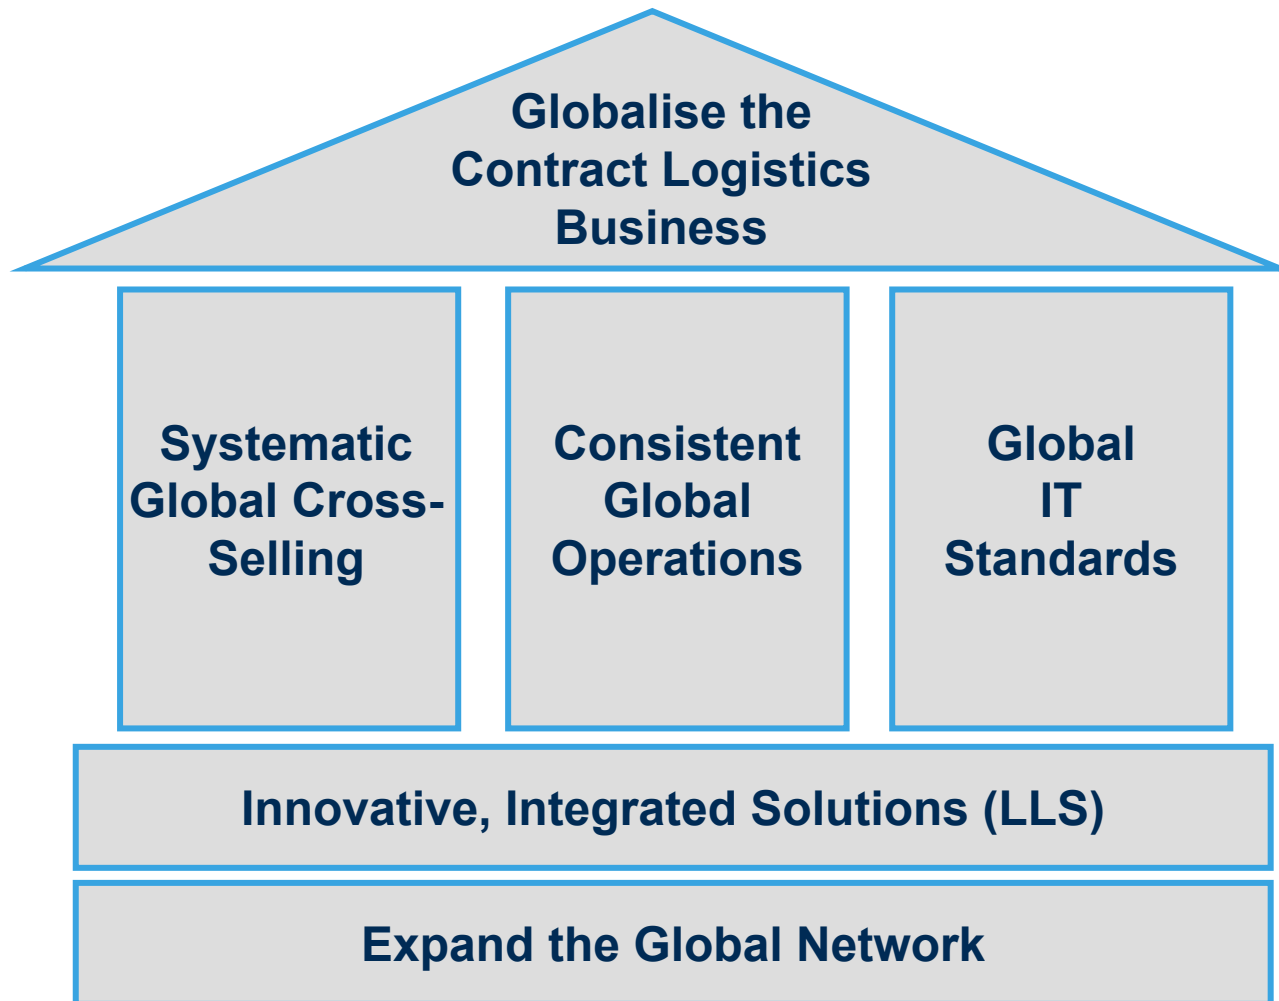 Globalise the
Contract Logistics
Business
Systematic
Global Cross-
Selling
Consistent
Global
Operations
Global
IT
Standards
Innovative, Integrated Solutions (LLS)
Expand the Global Network